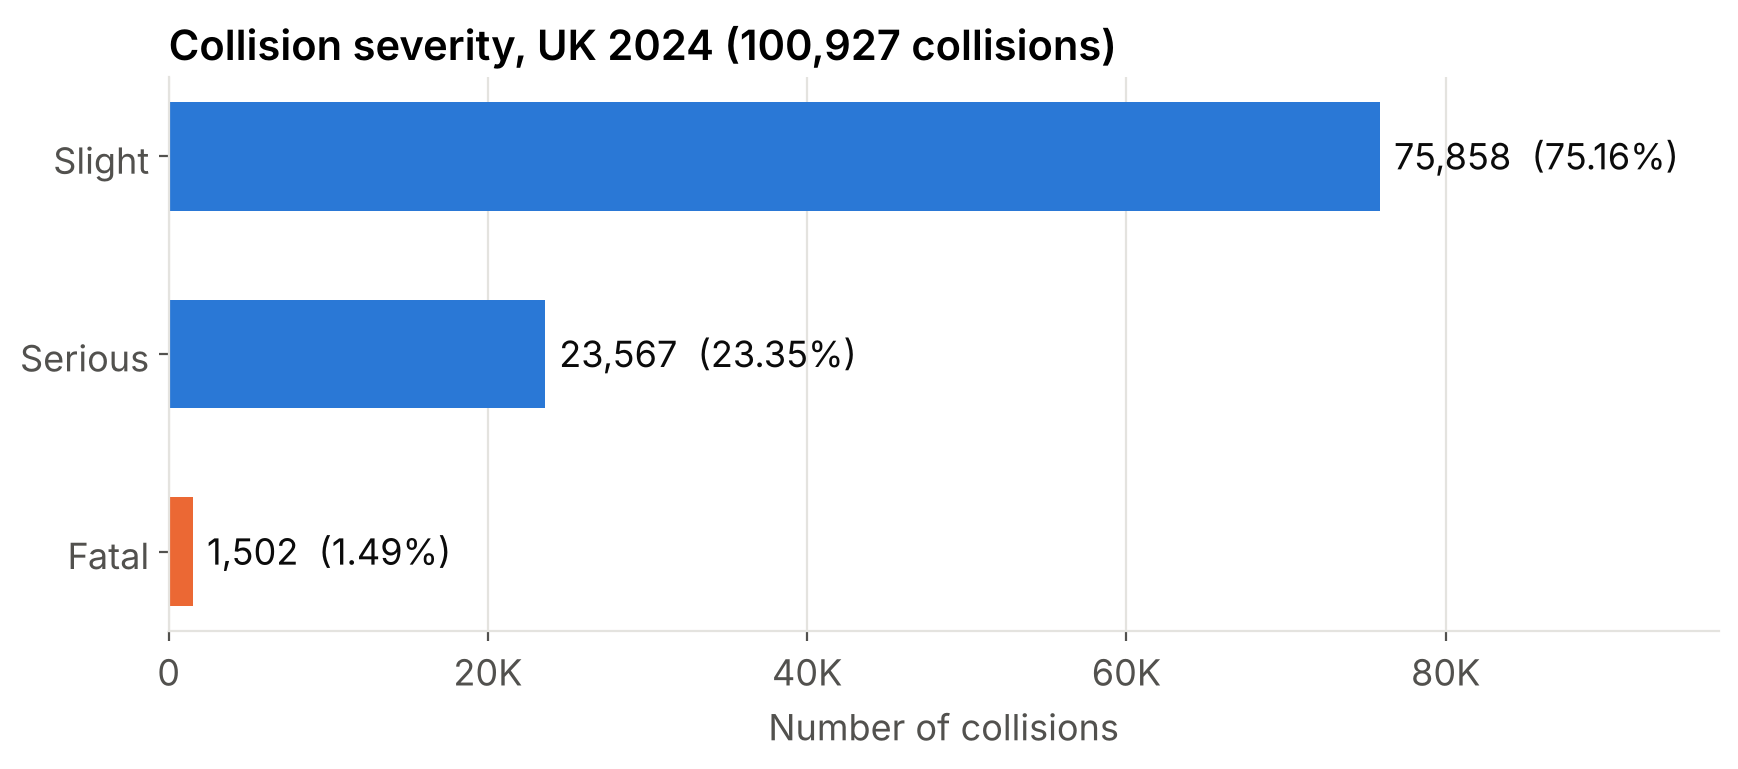 Collision severity, UK 2024 (100,927 collisions)
Slight
75,858 (75.16%)
Serious
23,567 (23.35%)
Fatal
1,502 (1.49%)
0 20K 40K 60K 80K
Number of collisions